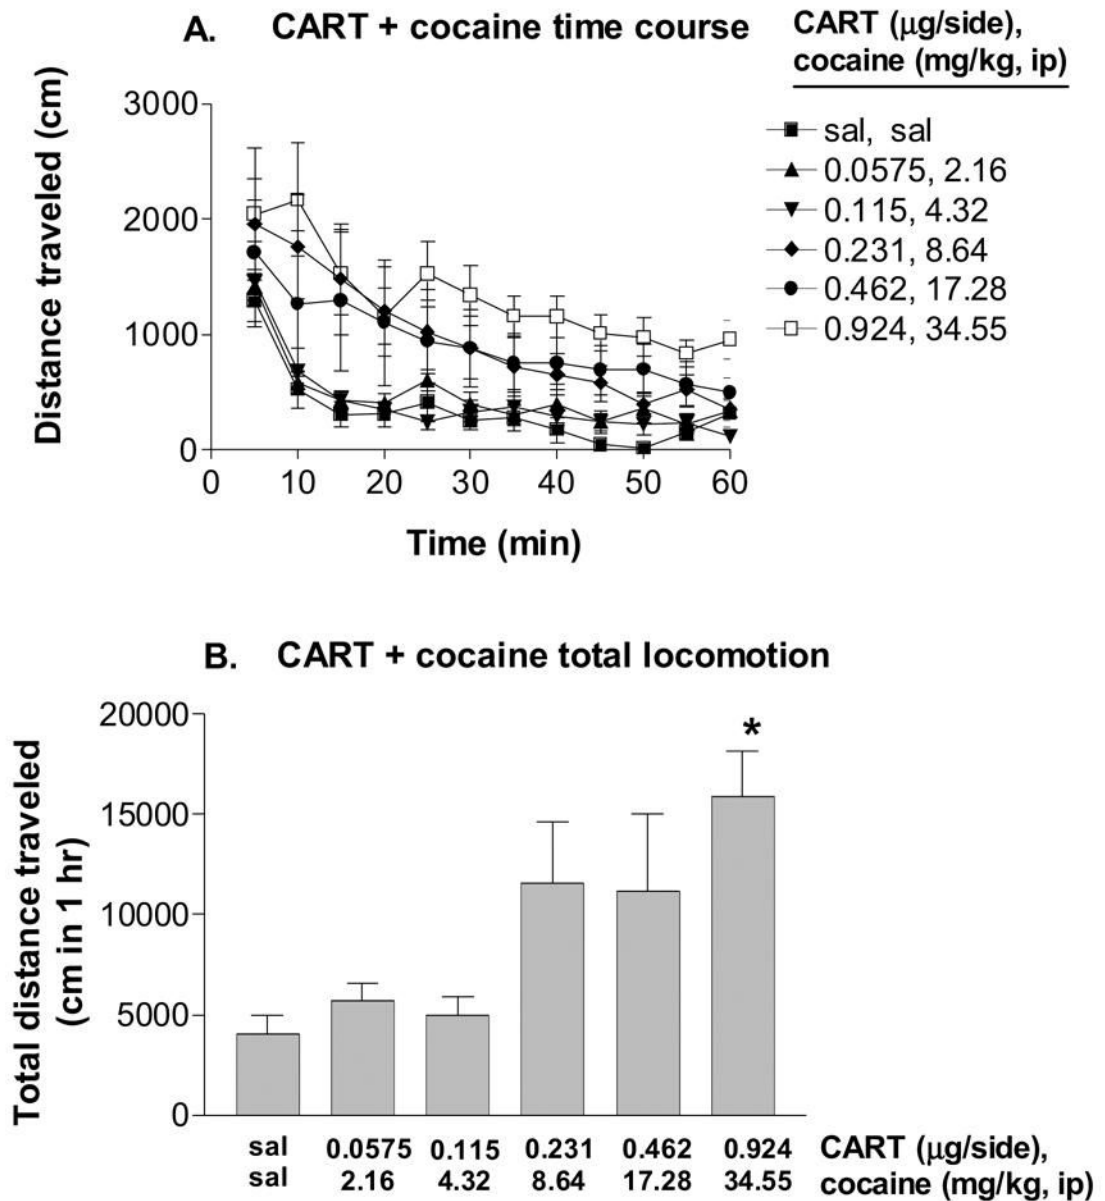 A. CART + cocaine time course
CART (μg/side),
cocaine (mg/kg, ip)
sal, sal
0.0575, 2.16
0.115, 4.32
0.231, 8.64
0.462, 17.28
0.924, 34.55
Distance traveled (cm)
3000
2000
1000
0
0 10 20 30 40 50 60
Time (min)
B. CART + cocaine total locomotion
Total distance traveled
(cm in 1 hr)
20000
15000
10000
5000
0
*
sal 0.0575 0.115 0.231 0.462 0.924 CART (μg/side),
sal 2.16 4.32 8.64 17.28 34.55 cocaine (mg/kg, ip)